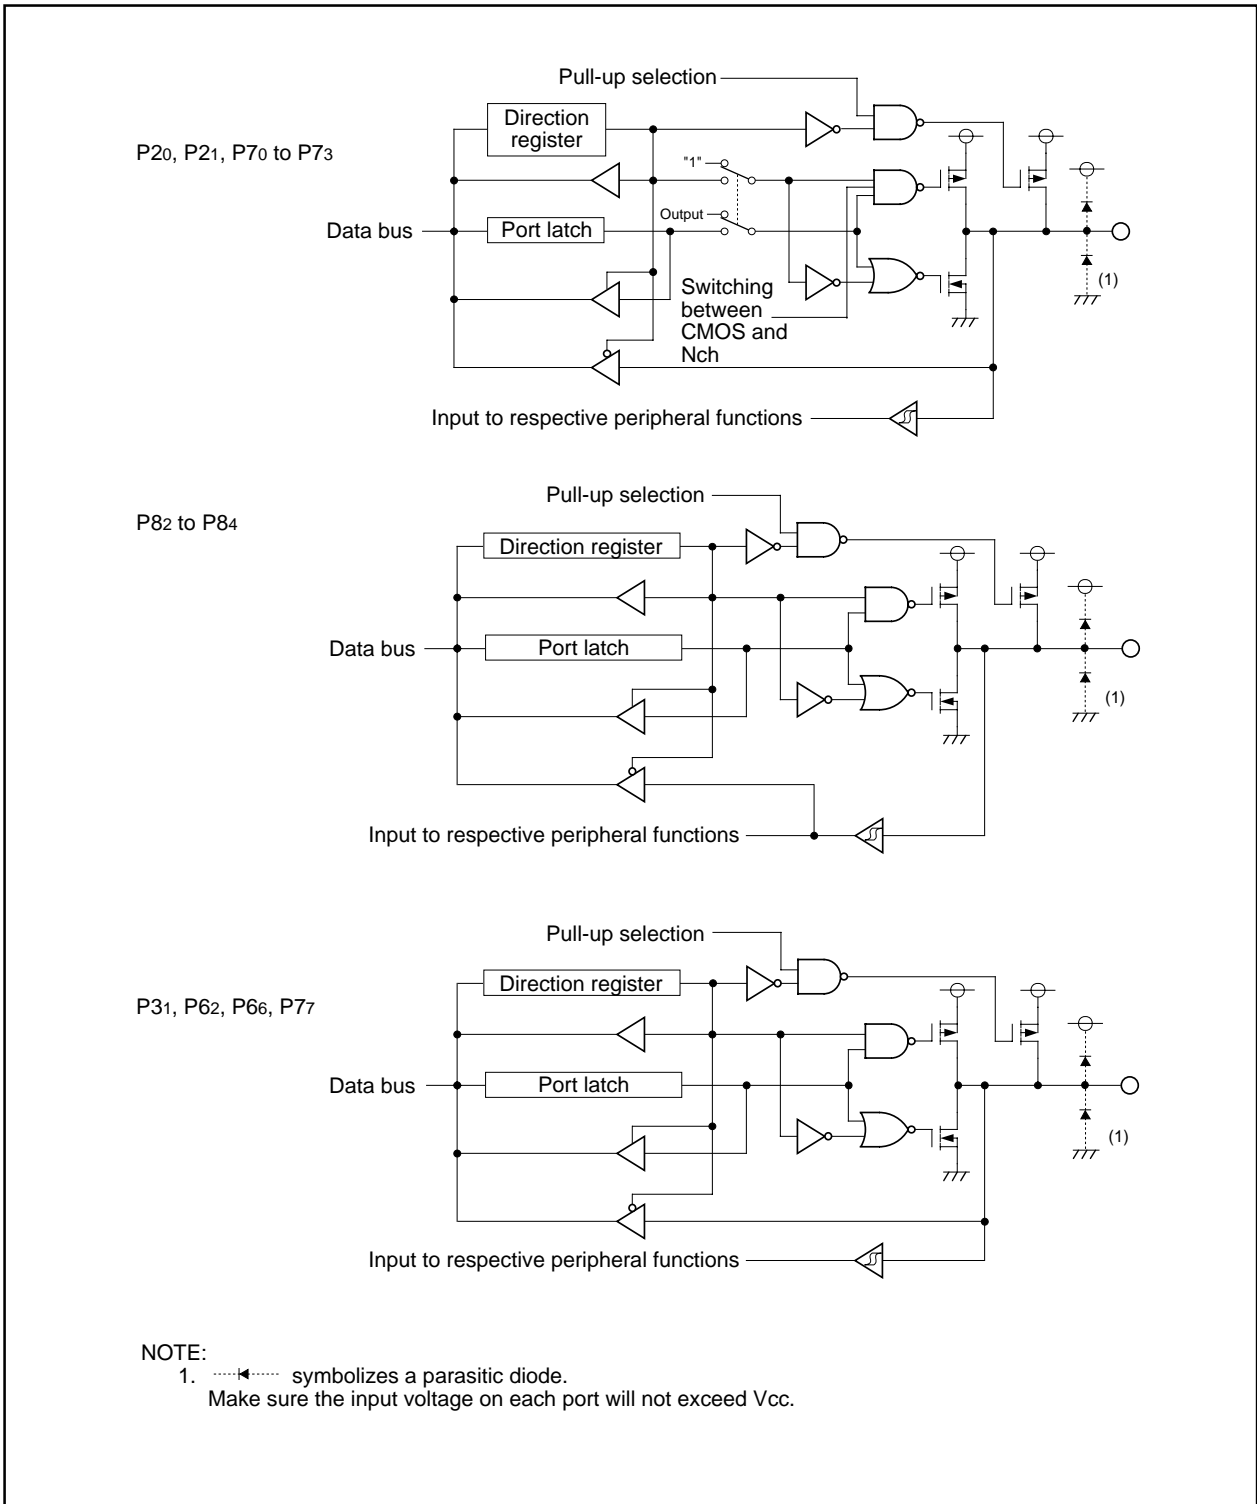 Pull-up selection
Direction
register
P20, P21, P70 to P73
"1"
Output
Data bus
Port latch
Switching
between
CMOS and
Nch
(1)
Input to respective peripheral functions
Pull-up selection
P82 to P84
Direction register
Data bus
Port latch
(1)
Input to respective peripheral functions
Pull-up selection
Direction register
P31, P62, P66, P77
Data bus
Port latch
(1)
Input to respective peripheral functions
NOTE:
1. symbolizes a parasitic diode.
Make sure the input voltage on each port will not exceed Vcc.